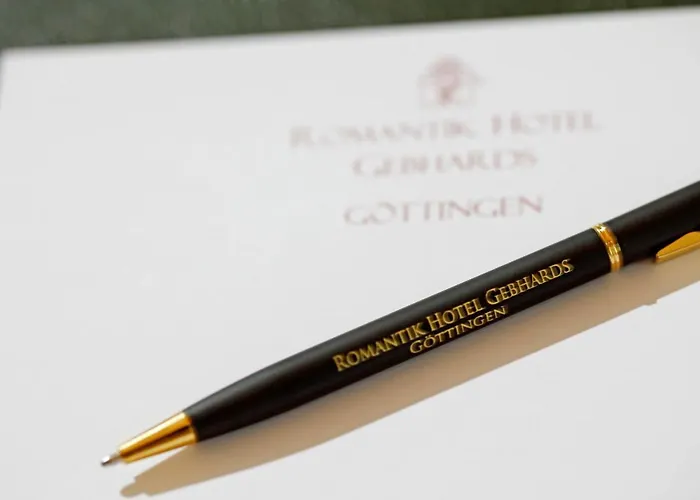 ROMANTIK HOTEL
GEBHARDS
GÖTTINGEN
ROMANTIK HOTEL GEBHARDS
GÖTTINGEN